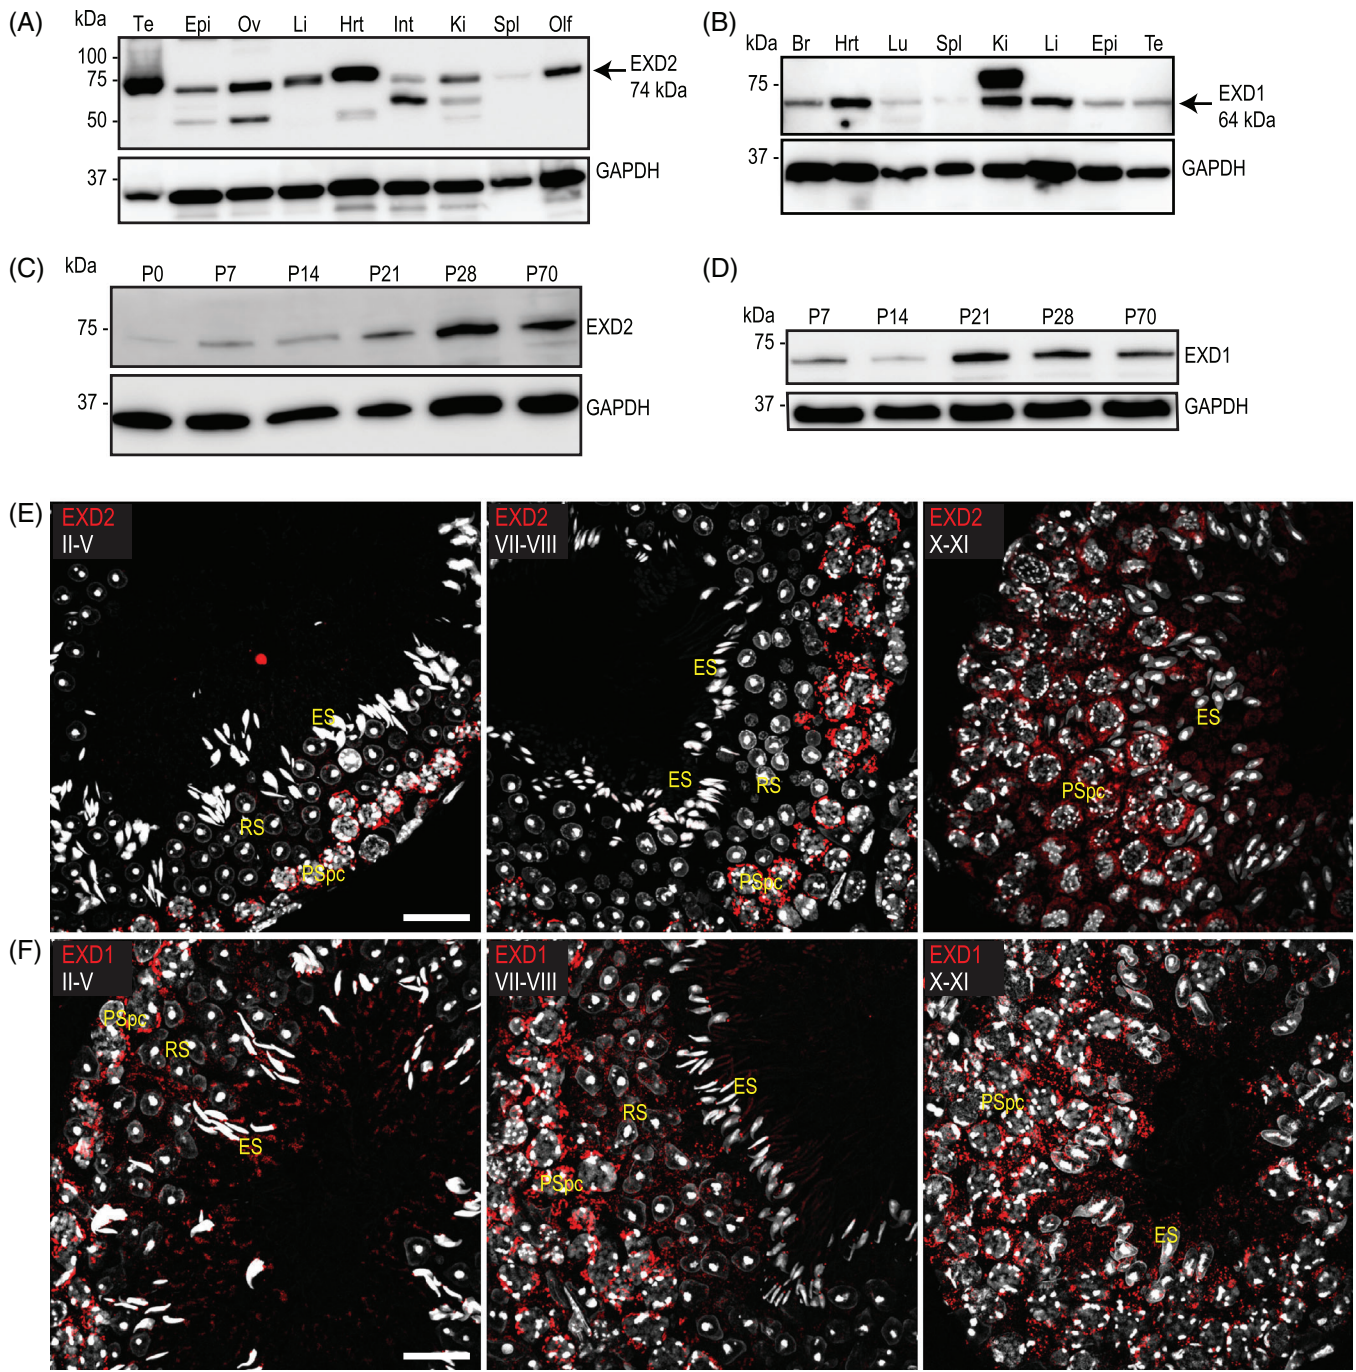 (A)
kDa
Te Epi Ov Li Hrt Int Ki Spl Olf
100 -
75 -
50 -
EXD2
74 kDa
37 -
GAPDH
(B)
kDa
Br Hrt Lu Spl Ki Li Epi Te
75 -
EXD1
64 kDa
37 -
GAPDH
(C)
kDa
P0 P7 P14 P21 P28 P70
75 -
EXD2
37 -
GAPDH
(D)
kDa
P7 P14 P21 P28 P70
75 -
EXD1
37 -
GAPDH
(E)
EXD2
II-V
ES
RS
PSpc
EXD2
VII-VIII
ES
ES
RS
PSpc
EXD2
X-XI
ES
PSpc
(F)
EXD1
II-V
PSpc
RS
ES
EXD1
VII-VIII
ES
RS
PSpc
EXD1
X-XI
PSpc
ES